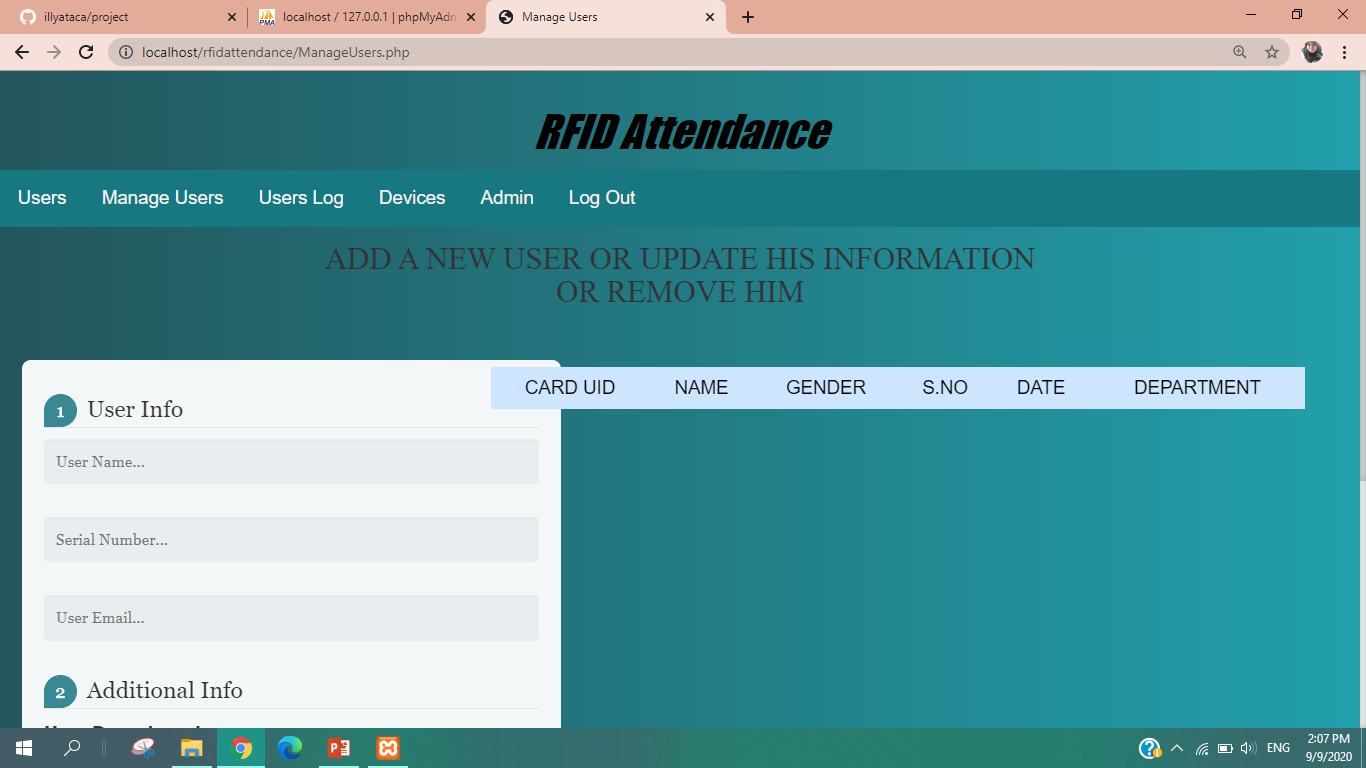 illyataca/project
localhost / 127.0.0.1 | phpMyAdm
Manage Users
localhost/rfidattendance/ManageUsers.php
RFID Attendance
Users
Manage Users
Users Log
Devices
Admin
Log Out
ADD A NEW USER OR UPDATE HIS INFORMATION
OR REMOVE HIM
1 User Info
User Name...
Serial Number...
User Email...
2 Additional Info
CARD UID NAME GENDER S.NO DATE DEPARTMENT
ENG
2:07 PM
9/9/2020